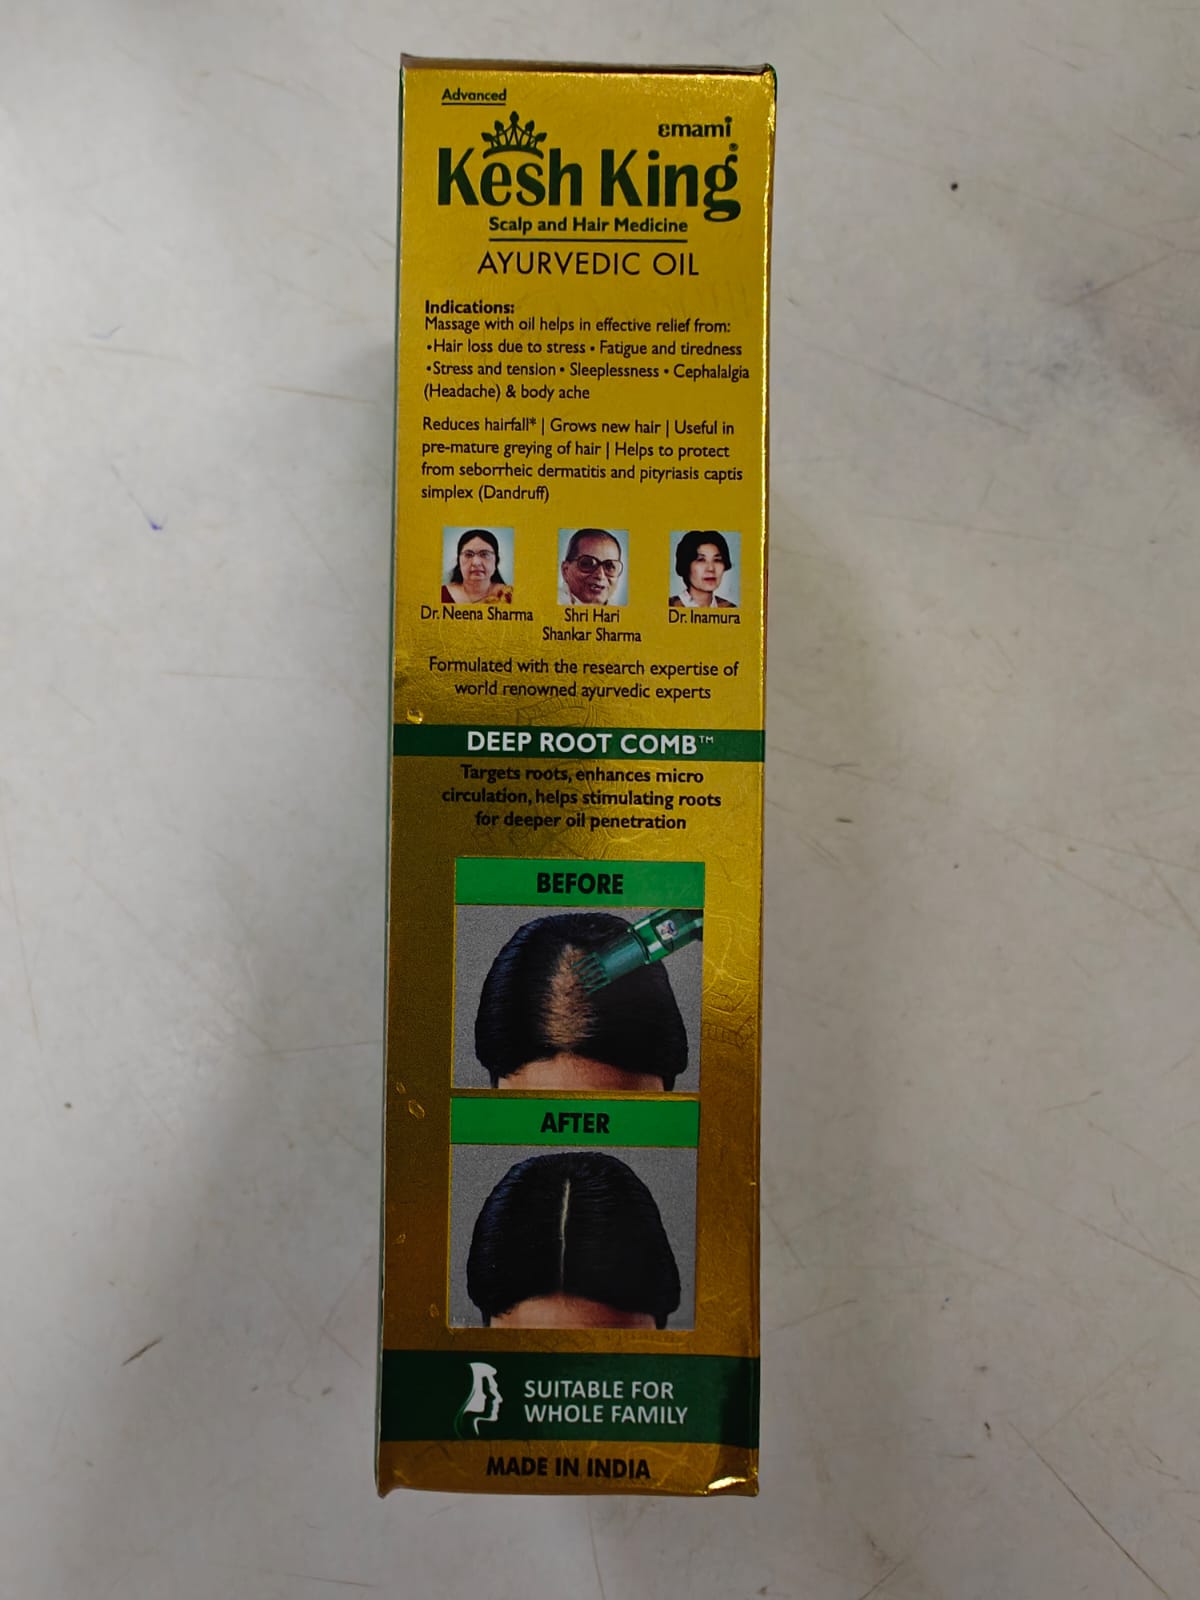 Advanced
emami
Kesh King®
Scalp and Hair Medicine
AYURVEDIC OIL
Indications:
Massage with oil helps in effective relief from:
•Hair loss due to stress • Fatigue and tiredness
•Stress and tension • Sleeplessness • Cephalalgia
(Headache) & body ache
Reduces hairfall* | Grows new hair | Useful in
pre-mature greying of hair | Helps to protect
from seborrheic dermatitis and pityriasis captis
simplex (Dandruff)
Dr. Neena Sharma
Shri Hari
Shankar Sharma
Dr. Inamura
Formulated with the research expertise of
world renowned ayurvedic experts
DEEP ROOT COMB™
Targets roots, enhances micro
circulation, helps stimulating roots
for deeper oil penetration
BEFORE
AFTER
SUITABLE FOR
WHOLE FAMILY
MADE IN INDIA